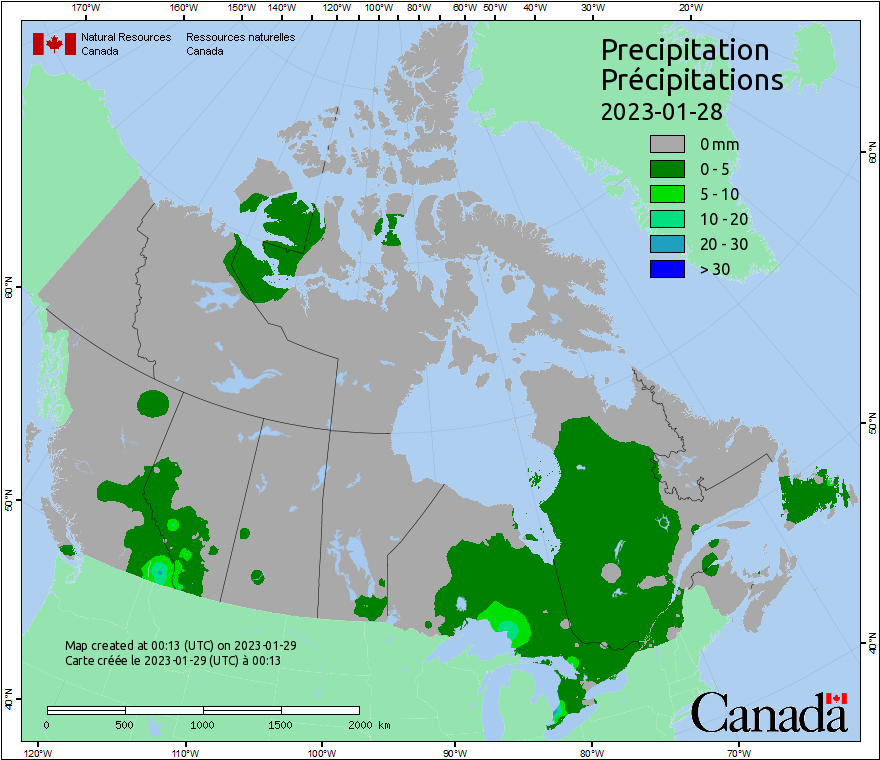 170°W 160°W 150°W 140°W 130°W 120°W 110°W 100°W 90°W 80°W 60°W 50°W 40°W 30°W 20°W
Natural Resources Ressources naturelles
Canada Canada
Precipitation
Précipitations
2023-01-28
0 mm
0 - 5
5 - 10
10 - 20
20 - 30
> 30
60°N
60°N
50°N
50°N
40°N
40°N
Map created at 00:13 (UTC) on 2023-01-29
Carte créée le 2023-01-29 (UTC) à 00:13
0 500 1000 1500 2000 km
Canada
120°W 110°W 100°W 90°W 80°W 70°W